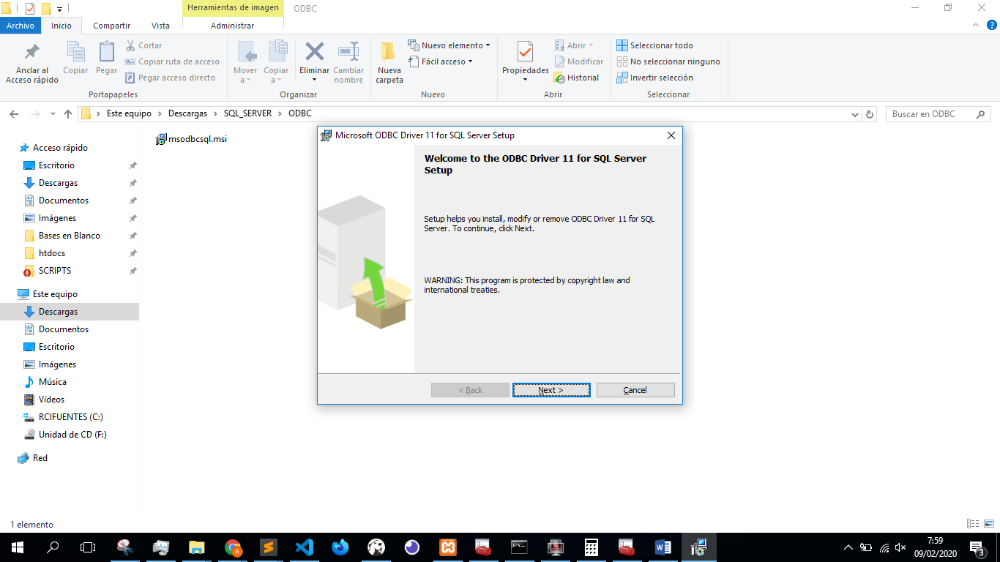 Herramientas de imagen
ODBC
Archivo
Inicio
Compartir
Vista
Administrar
Anclar al
Acceso rápido
Copiar
Pegar
Cortar
Copiar ruta de acceso
Pegar acceso directo
Portapapeles
Mover
a
Copiar
a
Eliminar
Cambiar
nombre
Organizar
Nueva
carpeta
Nuevo elemento
Fácil acceso
Nuevo
Propiedades
Abrir
Modificar
Historial
Abrir
Seleccionar todo
No seleccionar ninguno
Invertir selección
Seleccionar
Este equipo
Descargas
SQL_SERVER
ODBC
Buscar en ODBC
Acceso rápido
Escritorio
Descargas
Documentos
Imágenes
Bases en Blanco
htdocs
SCRIPTS
Este equipo
Descargas
Documentos
Escritorio
Imágenes
Música
Vídeos
RCIFUENTES (C:)
Unidad de CD (F:)
Red
msodbcsql.msi
Microsoft ODBC Driver 11 for SQL Server Setup
Welcome to the ODBC Driver 11 for SQL Server
Setup
Setup helps you install, modify or remove ODBC Driver 11 for SQL
Server. To continue, click Next.
WARNING: This program is protected by copyright law and
international treaties.
< Back
Next >
Cancel
1 elemento
7:59
09/02/2020
3